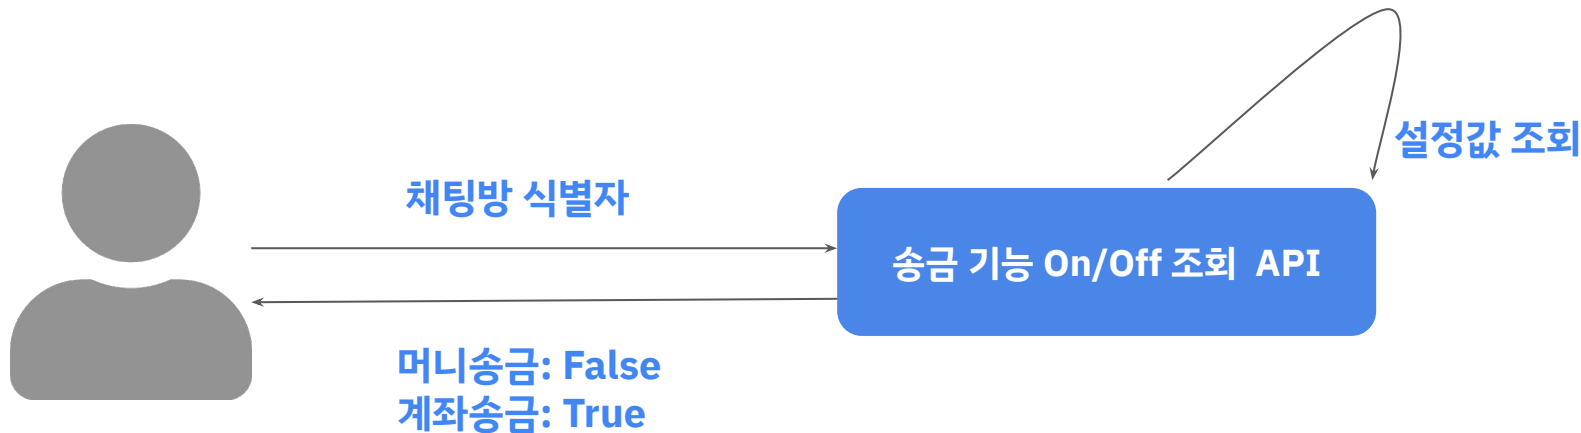 설정값 조회
채팅방 식별자
송금 기능 On/Off 조회 API
머니송금: False
계좌송금: True